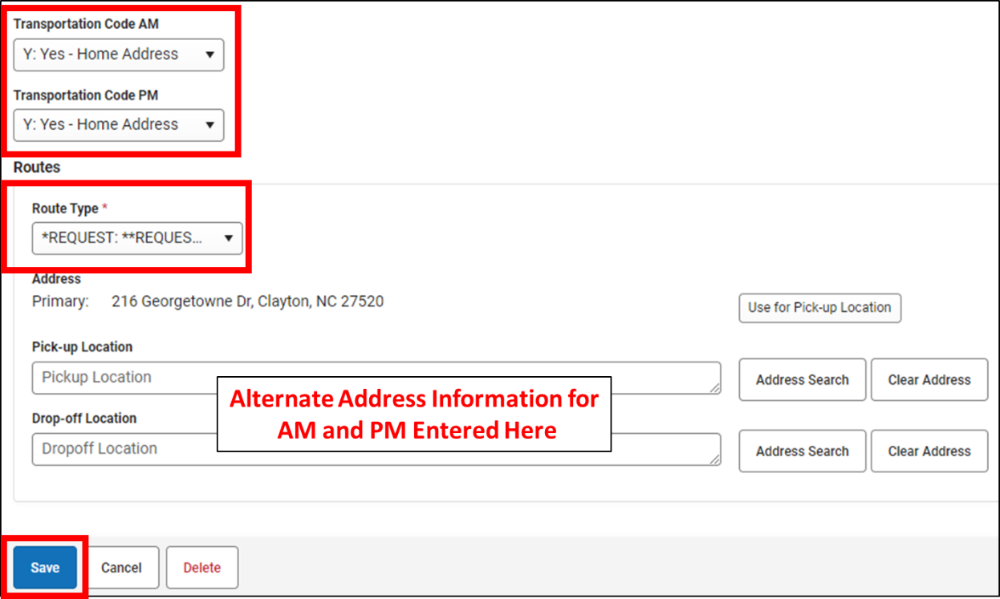 Transportation Code AM
Y: Yes - Home Address
Transportation Code PM
Y: Yes - Home Address
Routes
Route Type *
*REQUEST: **REQUES...
Address
Primary: 216 Georgetowne Dr, Clayton, NC 27520
Use for Pick-up Location
Pick-up Location
Pickup Location
Address Search
Clear Address
Alternate Address Information for
AM and PM Entered Here
Drop-off Location
Dropoff Location
Address Search
Clear Address
Save
Cancel
Delete